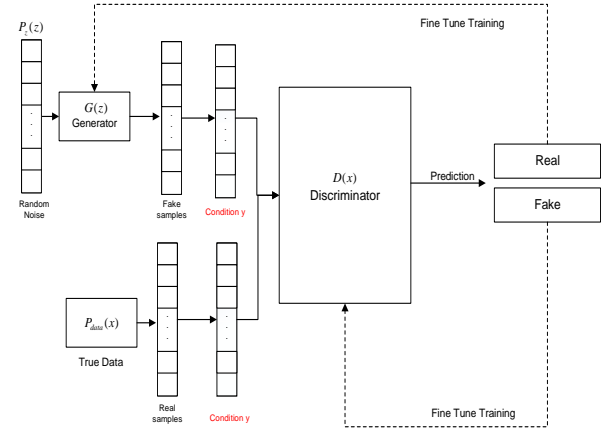 P_z(z)
Fine Tune Training
G(z)
Generator
Random
Noise
Fake
samples
Condition y
D(x)
Discriminator
Prediction
Real
Fake
P_data(x)
True Data
Real
samples
Condition y
Fine Tune Training